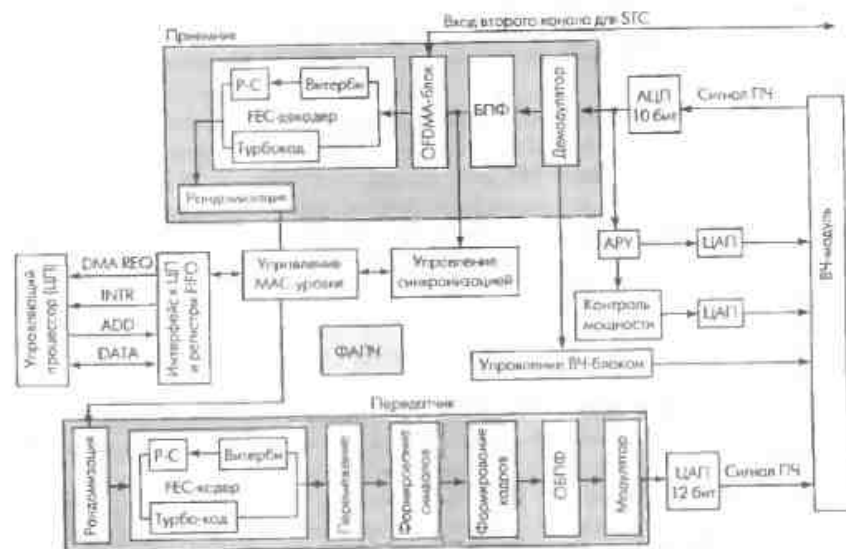 Вход второго канала для STC
Приемник
Р-С
Витерби
FEC-декодер
Турбокод
Рандомизация
OFDMA-блок
БПФ
Демодулятор
АЦП
10 бит
Сигнал ПЧ
ВЧ-модуль
АРУ
ЦАП
Контроль
мощности
ЦАП
Управление ВЧ-блоком
Управляющий
процессор (ЦП)
DMA REQ
INTR
ADD
DATA
Интерфейс к ЦП
и регистры FIFO
Управление
МАС-уровня
Управление
синхронизацией
ФАПЧ
Передатчик
Рандомизация
Р-С
Витерби
FEC-кодер
Турбо-код
Перемежение
Формирование
символов
Формирование
кадров
ОБПФ
Модулятор
ЦАП
12 бит
Сигнал ПЧ